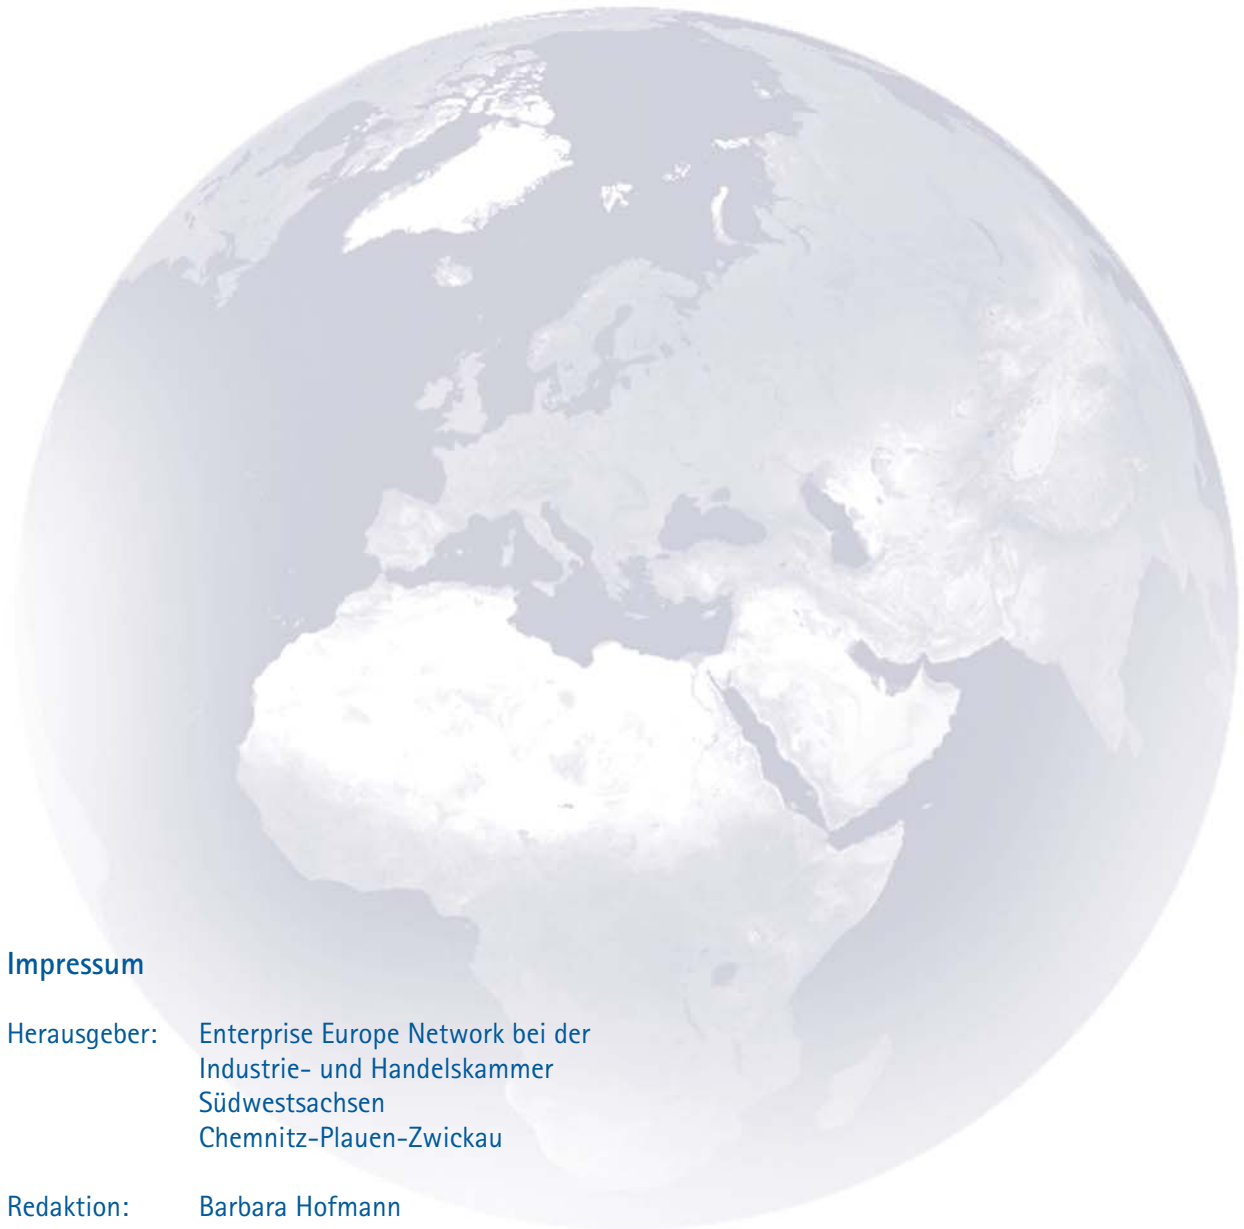 Impressum
Herausgeber: Enterprise Europe Network bei der
Industrie- und Handelskammer
Südwestsachsen
Chemnitz-Plauen-Zwickau
Redaktion: Barbara Hofmann